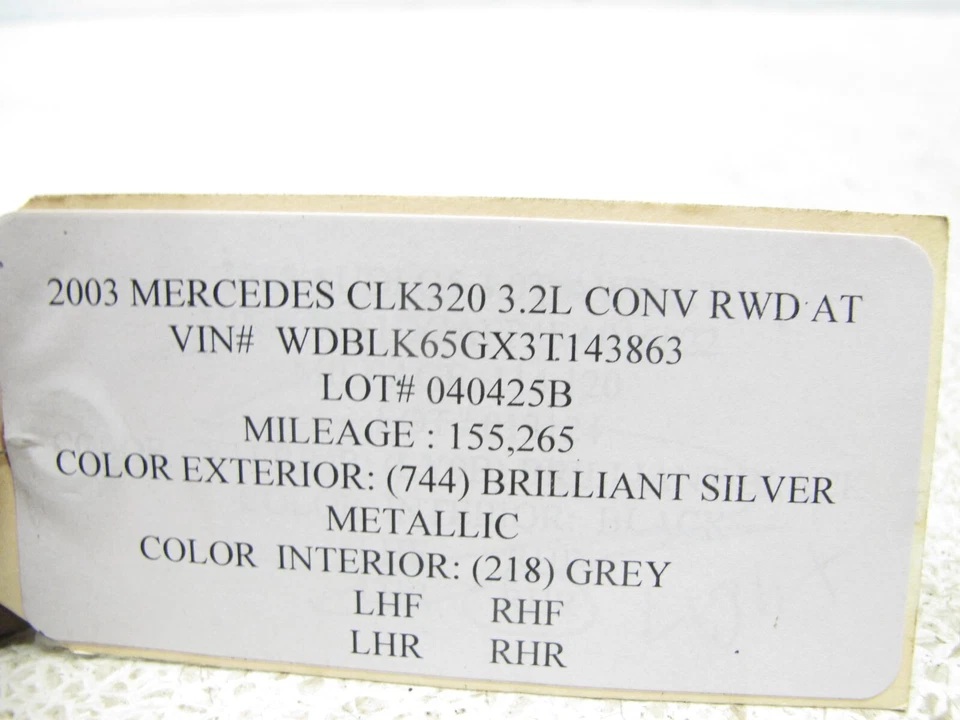 2003 MERCEDES CLK320 3.2L CONV RWD AT
VIN# WDBLK65GX3T143863
LOT# 040425B
MILEAGE : 155,265
COLOR EXTERIOR: (744) BRILLIANT SILVER
METALLIC
COLOR INTERIOR: (218) GREY
LHF RHF
LHR RHR